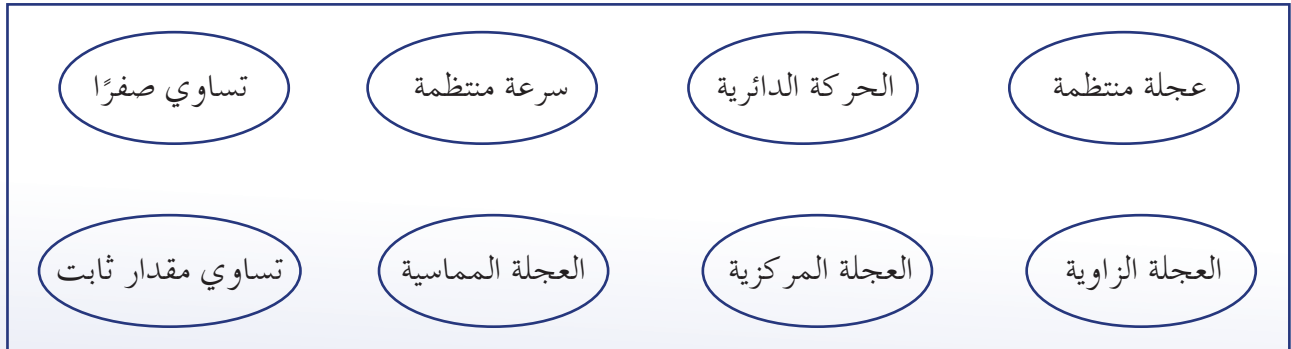 عجلة منتظمة الحركة الدائرية سرعة منتظمة تساوي صفرًا
العجلة الزاوية العجلة المركزية العجلة المماسية تساوي مقدار ثابت